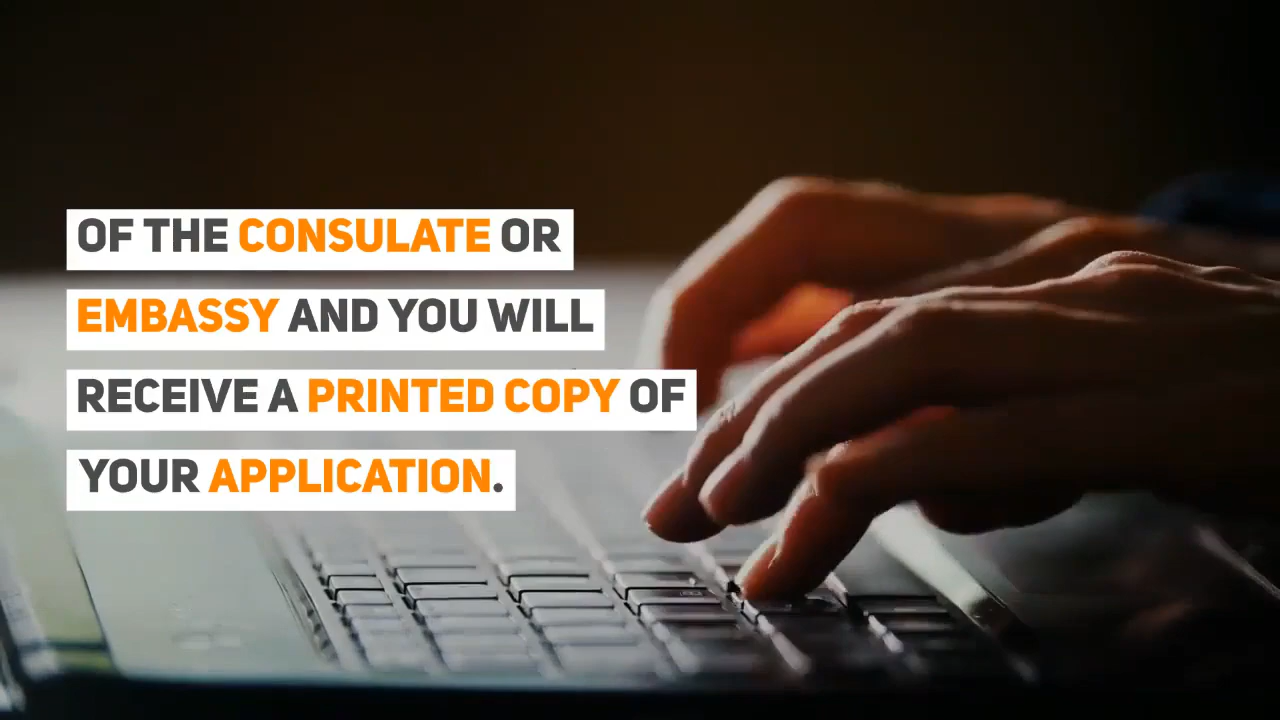 OF THE CONSULATE OR
EMBASSY AND YOU WILL
RECEIVE A PRINTED COPY OF
YOUR APPLICATION.